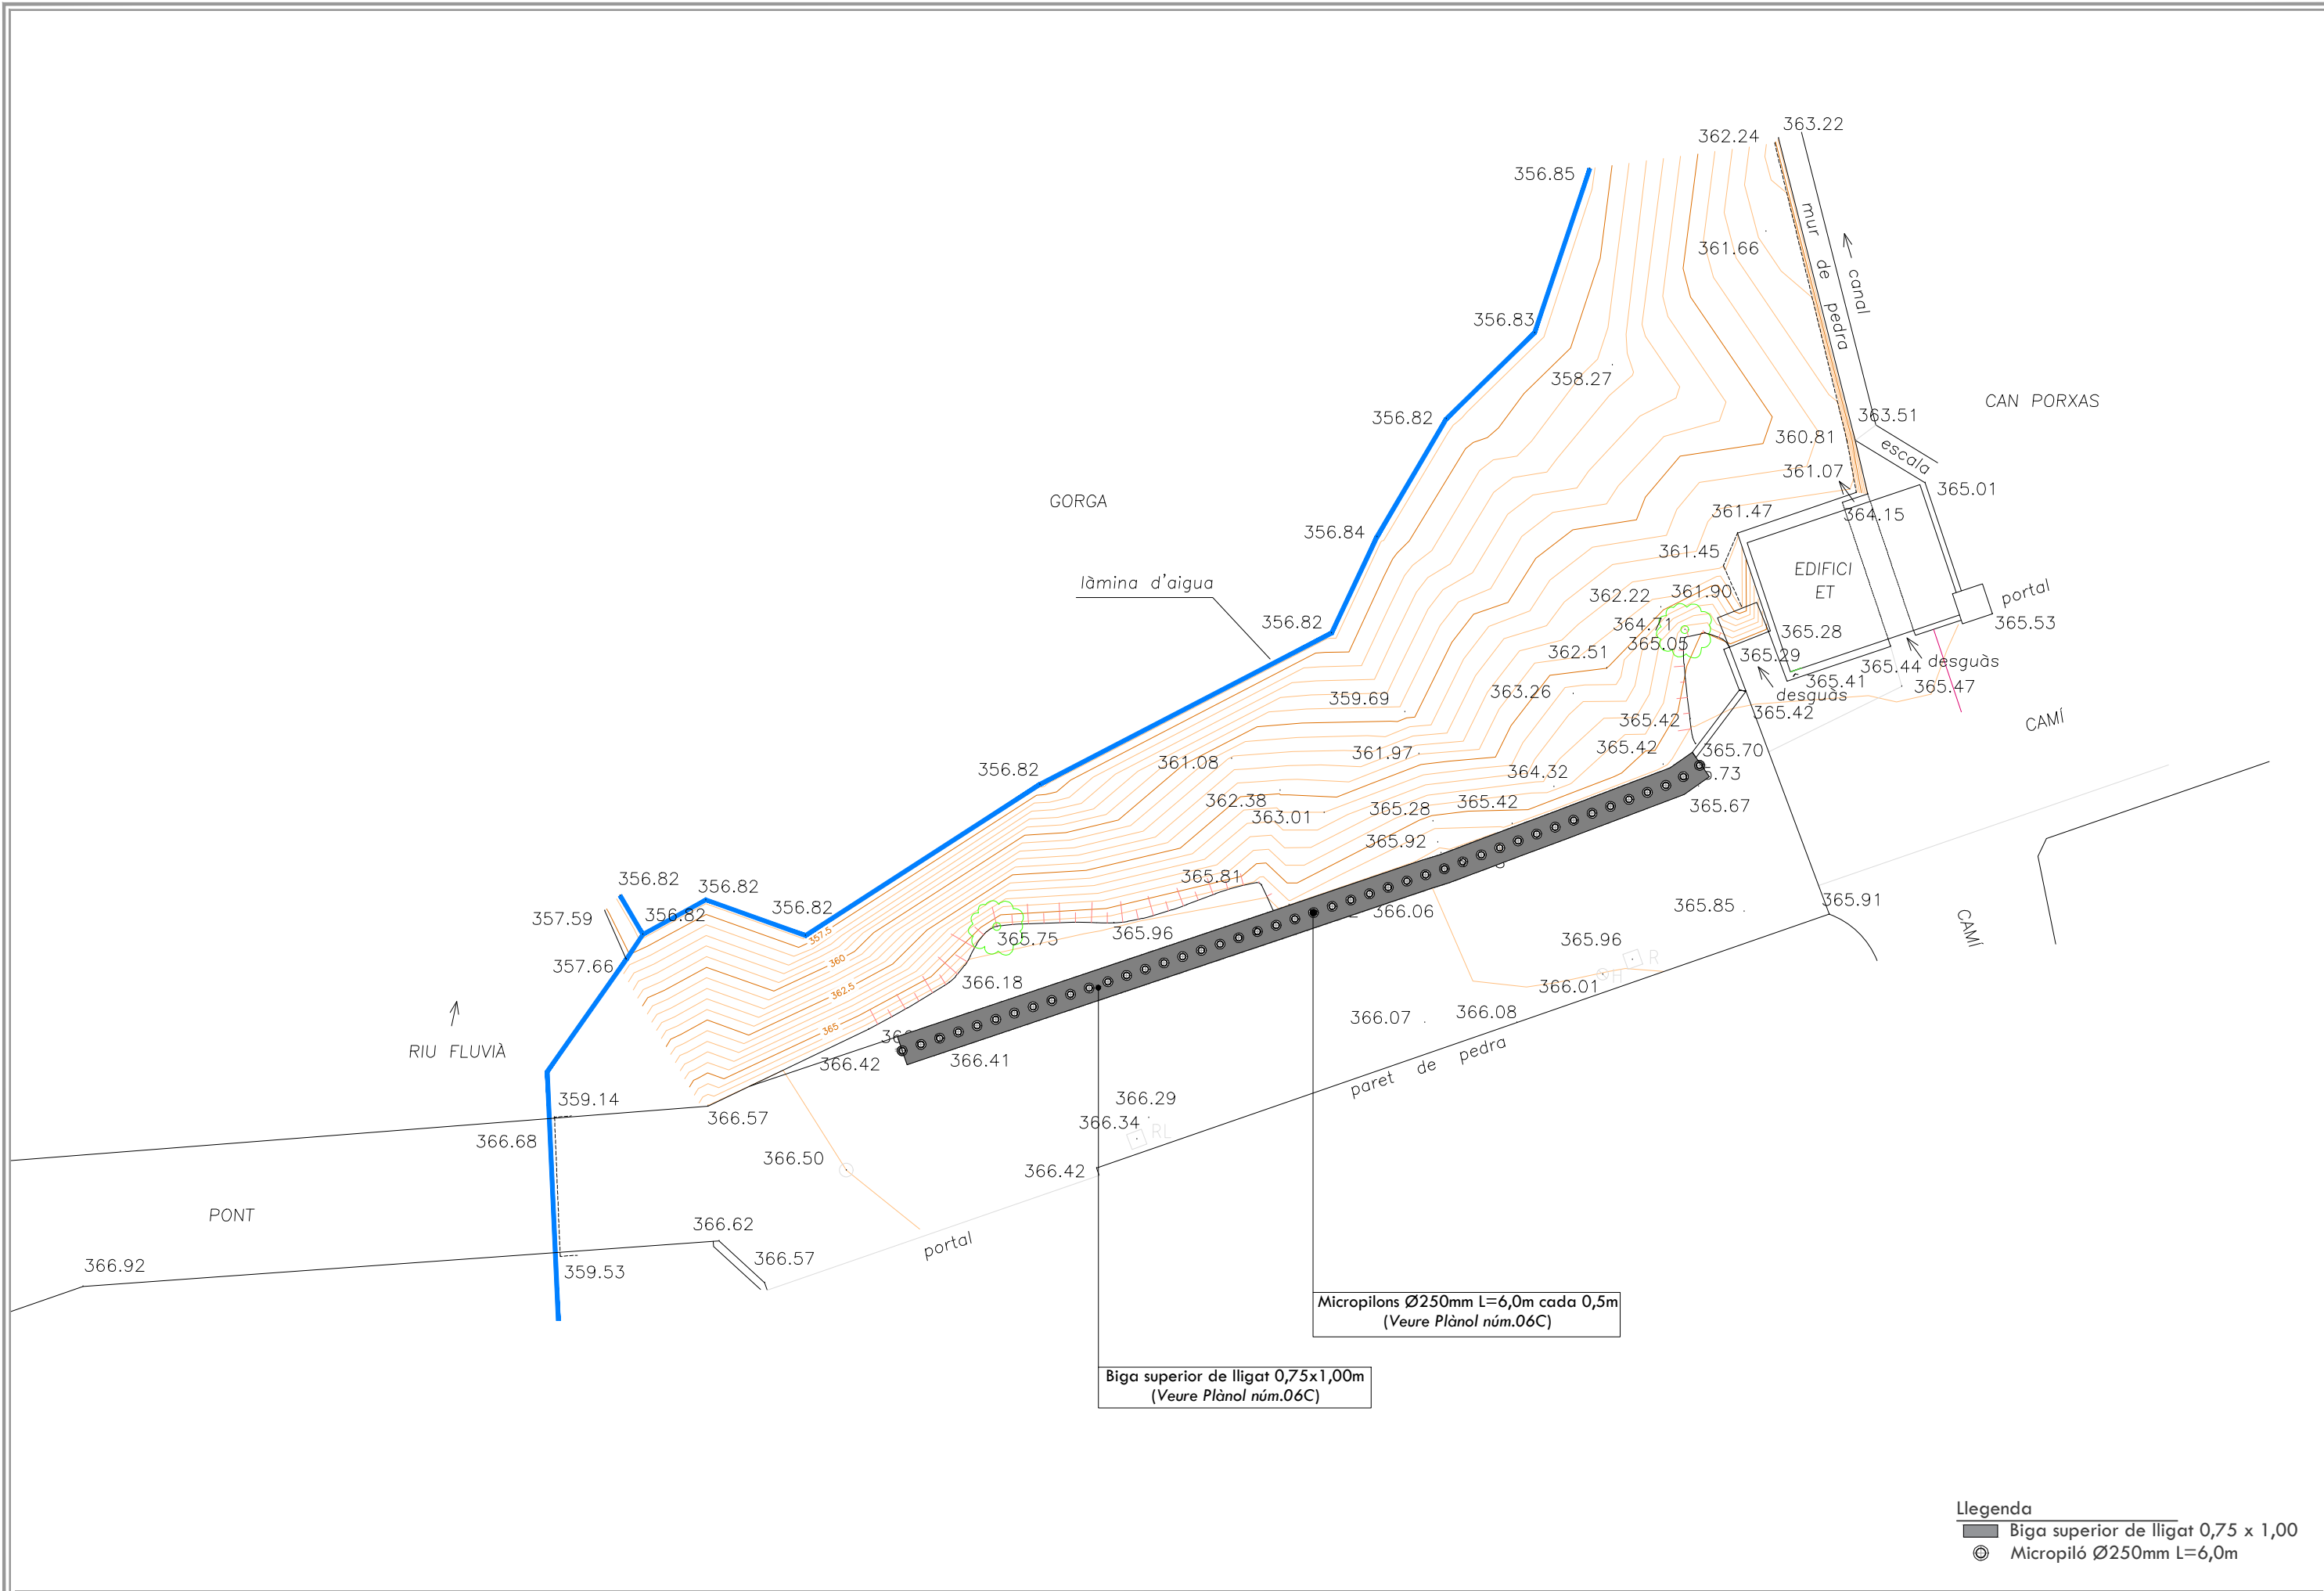 363.22
362.24
356.85
mur de pedra
361.66
canal
356.83
358.27
CAN PORXAS
356.82
363.51
360.81
escala
361.07
365.01
GORGA
361.47
364.15
356.84
361.45
EDIFICI
ET
làmina d'aigua
361.90
362.22
portal
356.82
364.71
365.53
365.28
365.05
362.51
365.29
desguàs
365.44
365.41
365.47
363.26
desguàs
359.69
365.42
365.42
CAMÍ
365.42
365.70
361.97
361.08
356.82
364.32
362.38
365.42
365.28
365.67
363.01
365.92
365.81
356.82
356.82
356.82
356.82
357.59
365.75
365.96
366.06
365.85
365.91
CAMÍ
357.5
360
365.96
R
357.66
366.18
H
366.01
362.5
365
366.07
366.08
RIU FLUVIÀ
366.42
366.41
paret de pedra
359.14
366.57
366.29
366.34
RL
366.68
366.50
366.42
PONT
366.62
portal
366.57
366.92
359.53
Micropilons Ø250mm L=6,0m cada 0,5m
(Veure Plànol núm.06C)
Biga superior de lligat 0,75x1,00m
(Veure Plànol núm.06C)
Llegenda
Biga superior de lligat 0,75 x 1,00
Micropiló Ø250mm L=6,0m